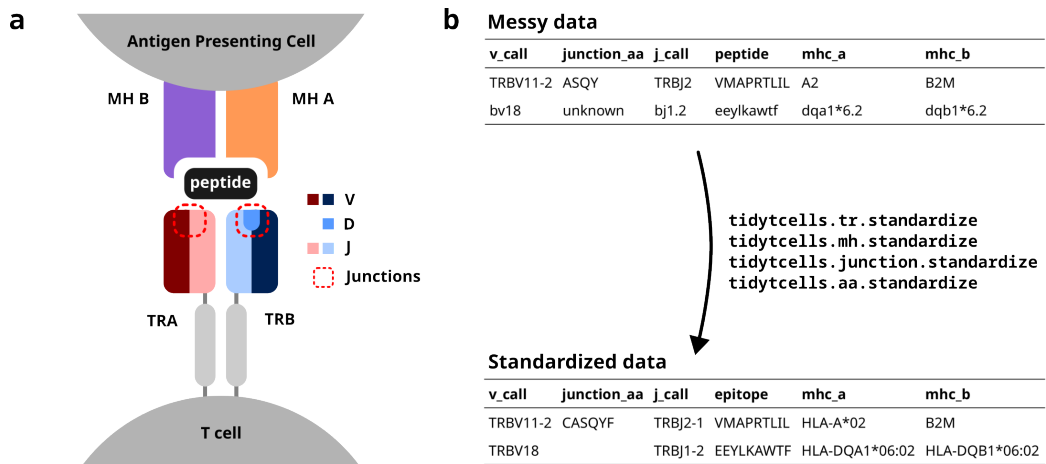 a
Antigen Presenting Cell
MH B
MH A
peptide
V
D
J
Junctions
TRA
TRB
T cell
b
Messy data
v_call junction_aa j_call peptide mhc_a mhc_b
TRBV11-2 ASQY TRBJ2 VMAPRTLIL A2 B2M
bv18 unknown bj1.2 eeylkawtf dqa1*6.2 dqb1*6.2
tidytcells.tr.standardize
tidytcells.mh.standardize
tidytcells.junction.standardize
tidytcells.aa.standardize
Standardized data
v_call junction_aa j_call epitope mhc_a mhc_b
TRBV11-2 CASQYF TRBJ2-1 VMAPRTLIL HLA-A*02 B2M
TRBV18 TRBJ1-2 EEYLKAWTF HLA-DQA1*06:02 HLA-DQB1*06:02